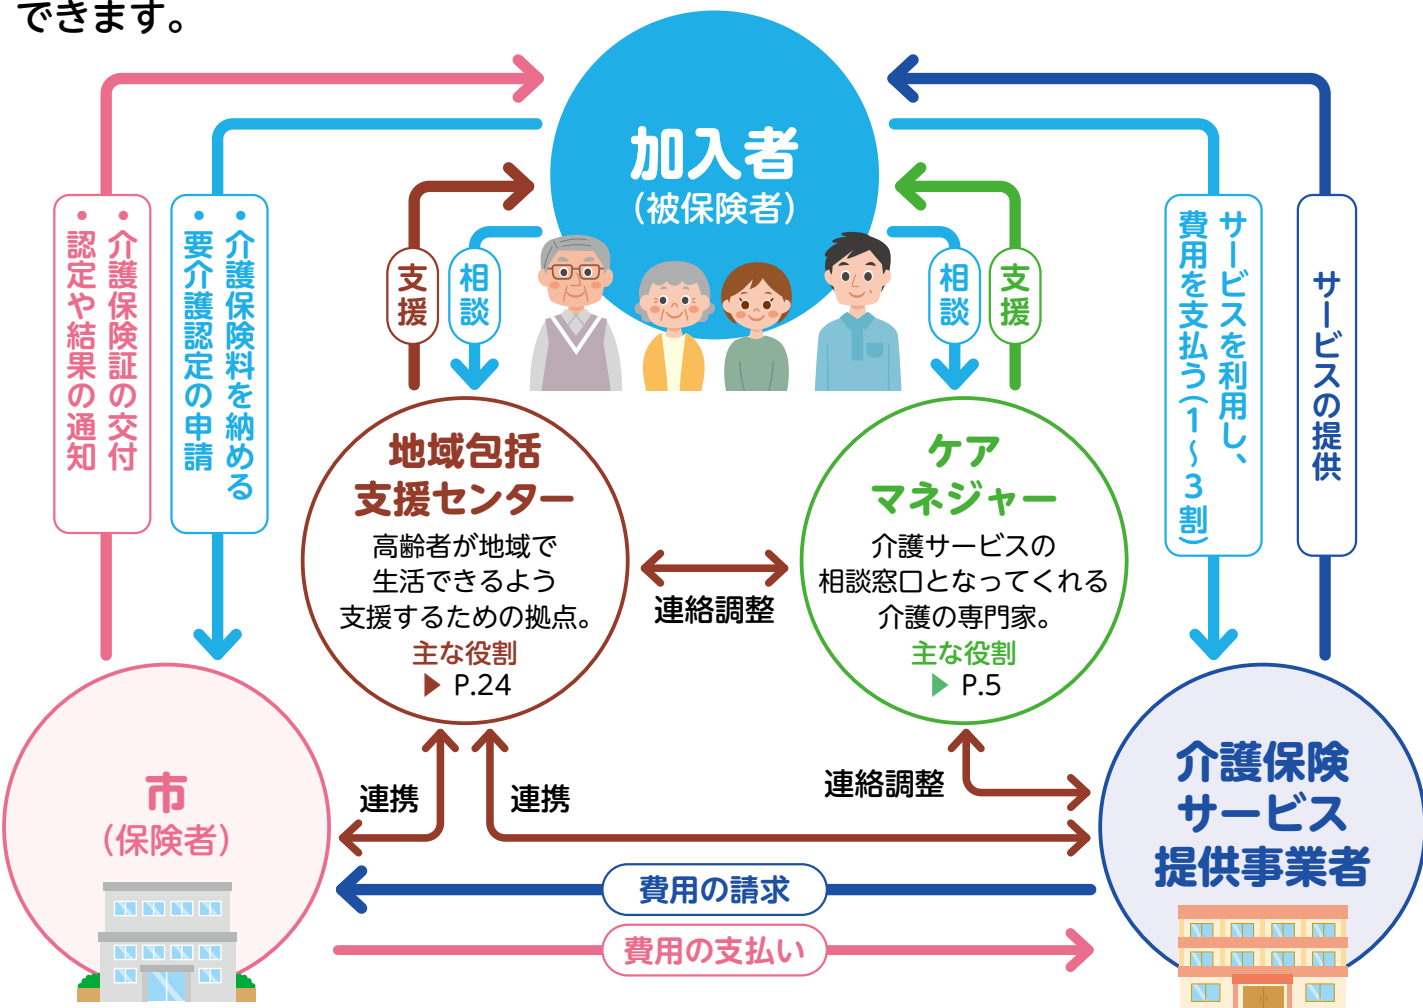 できます。
加入者
（被保険者）
・介護保険証の交付
・認定や結果の通知
・介護保険料を納める
・要介護認定の申請
支援
相談
相談
支援
サービスを利用し、
費用を支払う（1～3割）
サービスの提供
地域包括
支援センター
高齢者が地域で
生活できるよう
支援するための拠点。
主な役割
▶ P.24
連絡調整
ケア
マネジャー
介護サービスの
相談窓口となってくれる
介護の専門家。
主な役割
▶ P.5
市
（保険者）
連携
連携
連絡調整
介護保険
サービス
提供事業者
費用の請求
費用の支払い